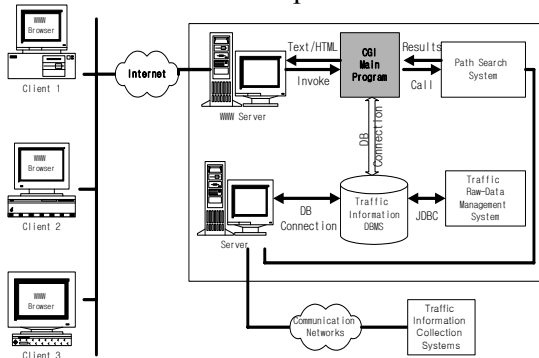 WWW
Browser
Client 1
WWW
Browser
Client 2
WWW
Browser
Client 3
Internet
WWW Server
Text/HTML
Invoke
CGI
Main
Program
Results
Call
Path Search
System
DB
Connection
Server
DB
Connection
Traffic
Information
DBMS
JDBC
Traffic
Raw-Data
Management
System
Communication
Networks
Traffic
Information
Collection
Systems